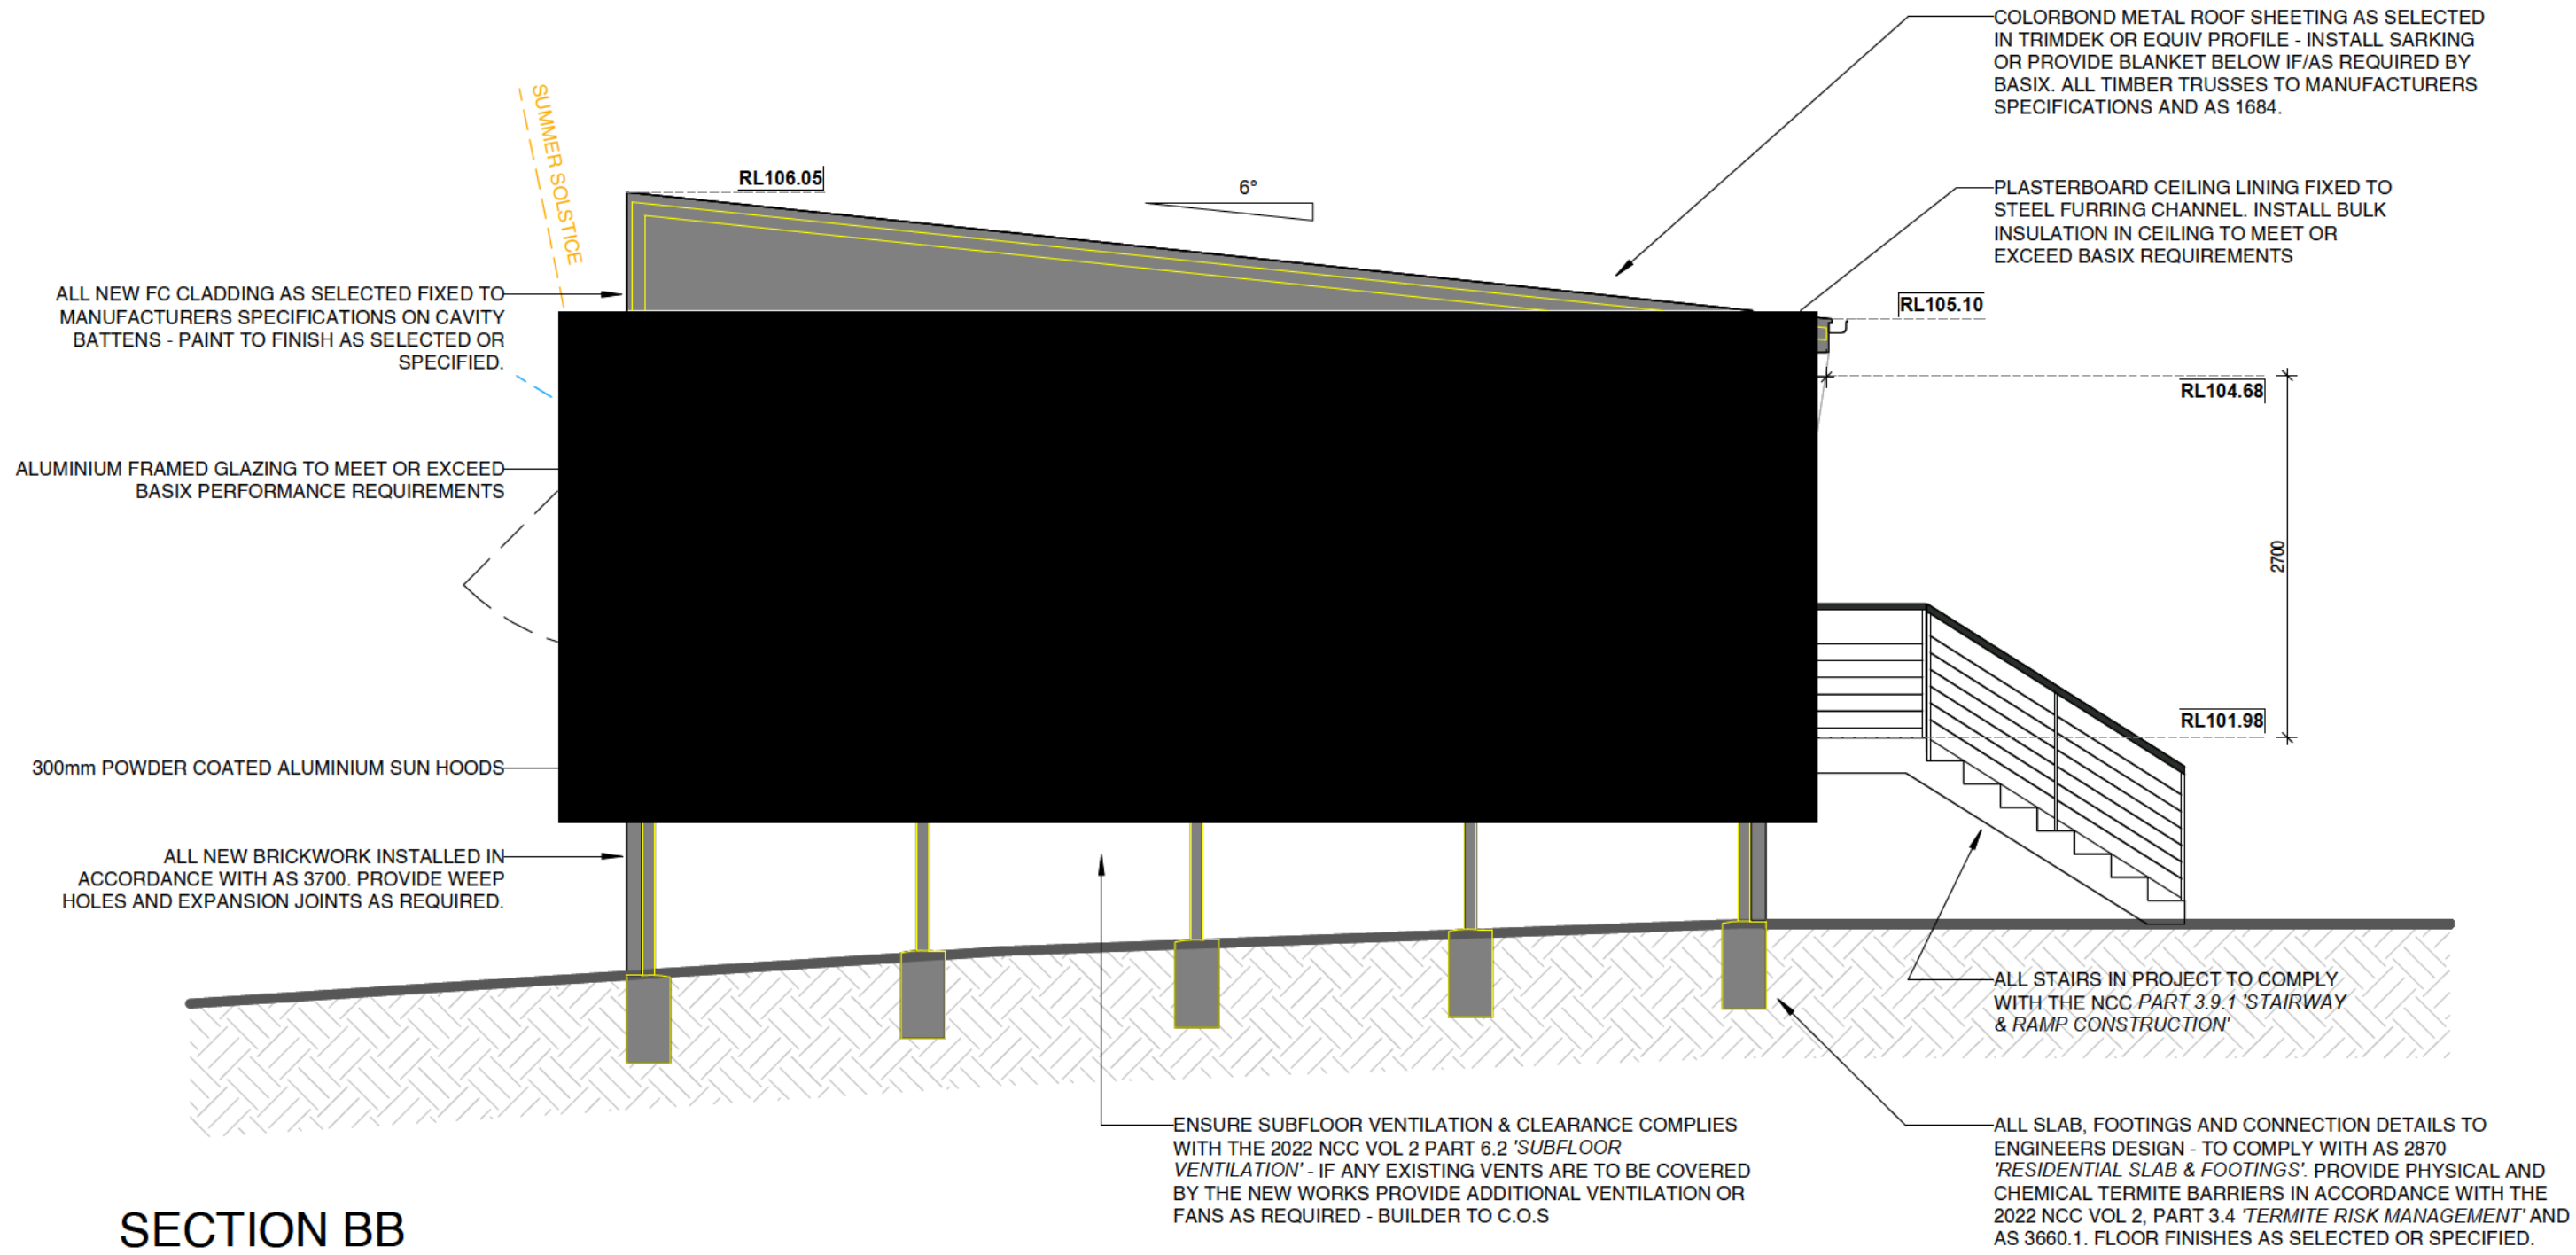 COLORBOND METAL ROOF SHEETING AS SELECTED
IN TRIMDEK OR EQUIV PROFILE - INSTALL SARKING
OR PROVIDE BLANKET BELOW IF/AS REQUIRED BY
BASIX. ALL TIMBER TRUSSES TO MANUFACTURERS
SPECIFICATIONS AND AS 1684.
SUMMER SOLSTICE
RL106.05
6°
PLASTERBOARD CEILING LINING FIXED TO
STEEL FURRING CHANNEL. INSTALL BULK
INSULATION IN CEILING TO MEET OR
EXCEED BASIX REQUIREMENTS
RL105.10
ALL NEW FC CLADDING AS SELECTED FIXED TO
MANUFACTURERS SPECIFICATIONS ON CAVITY
BATTENS - PAINT TO FINISH AS SELECTED OR
SPECIFIED.
RL104.68
ALUMINIUM FRAMED GLAZING TO MEET OR EXCEED
BASIX PERFORMANCE REQUIREMENTS
2700
RL101.98
300mm POWDER COATED ALUMINIUM SUN HOODS
ALL NEW BRICKWORK INSTALLED IN
ACCORDANCE WITH AS 3700. PROVIDE WEEP
HOLES AND EXPANSION JOINTS AS REQUIRED.
ALL STAIRS IN PROJECT TO COMPLY
WITH THE NCC PART 3.9.1 'STAIRWAY
& RAMP CONSTRUCTION'
ENSURE SUBFLOOR VENTILATION & CLEARANCE COMPLIES
WITH THE 2022 NCC VOL 2 PART 6.2 'SUBFLOOR
VENTILATION' - IF ANY EXISTING VENTS ARE TO BE COVERED
BY THE NEW WORKS PROVIDE ADDITIONAL VENTILATION OR
FANS AS REQUIRED - BUILDER TO C.O.S
ALL SLAB, FOOTINGS AND CONNECTION DETAILS TO
ENGINEERS DESIGN - TO COMPLY WITH AS 2870
'RESIDENTIAL SLAB & FOOTINGS'. PROVIDE PHYSICAL AND
CHEMICAL TERMITE BARRIERS IN ACCORDANCE WITH THE
2022 NCC VOL 2, PART 3.4 'TERMITE RISK MANAGEMENT' AND
AS 3660.1. FLOOR FINISHES AS SELECTED OR SPECIFIED.
SECTION BB